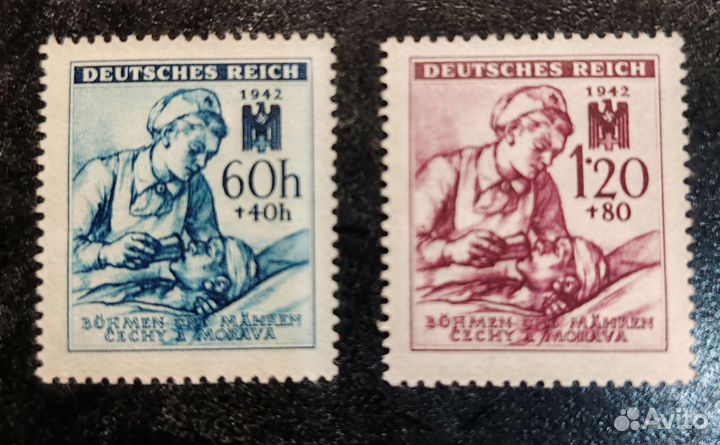 DEUTSCHES REICH
1942
60h
+40h
BÖHMEN UND MÄHREN
ČECHY A MORAVA
DEUTSCHES REICH
1942
1·20
+80
BÖHMEN UND MÄHREN
ČECHY A MORAVA
Avito